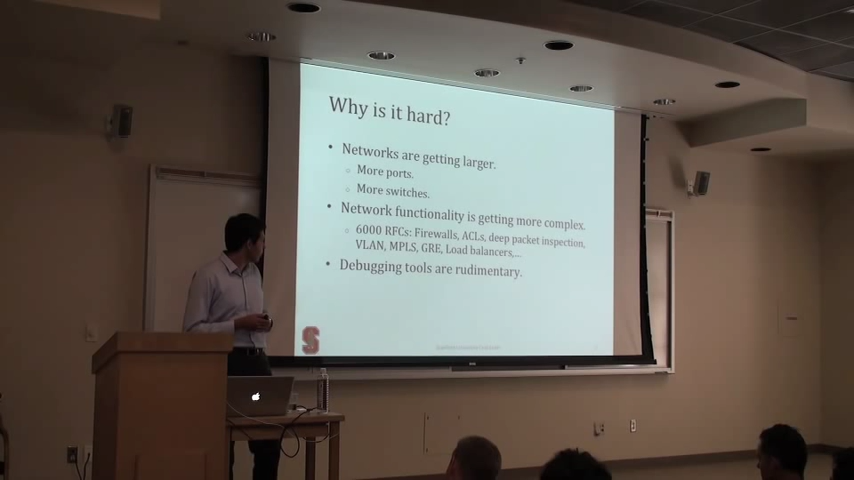 Why is it hard?
• Networks are getting larger.
◦ More ports.
◦ More switches.
• Network functionality is getting more complex.
◦ 6000 RFCs: Firewalls, ACLs, deep packet inspection,
VLAN, MPLS, GRE, Load balancers,...
• Debugging tools are rudimentary.
S